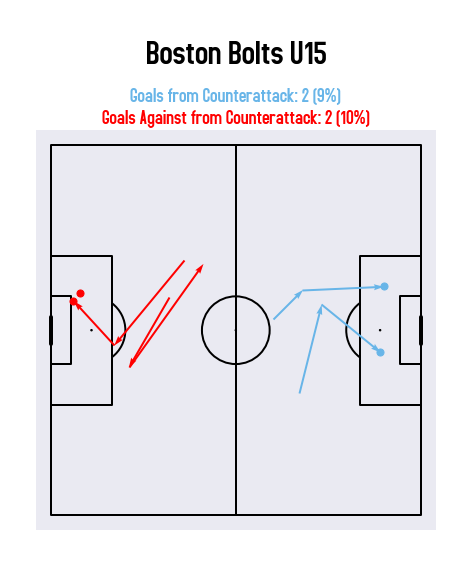 Boston Bolts U15
Goals from Counterattack: 2 (9%)
Goals Against from Counterattack: 2 (10%)